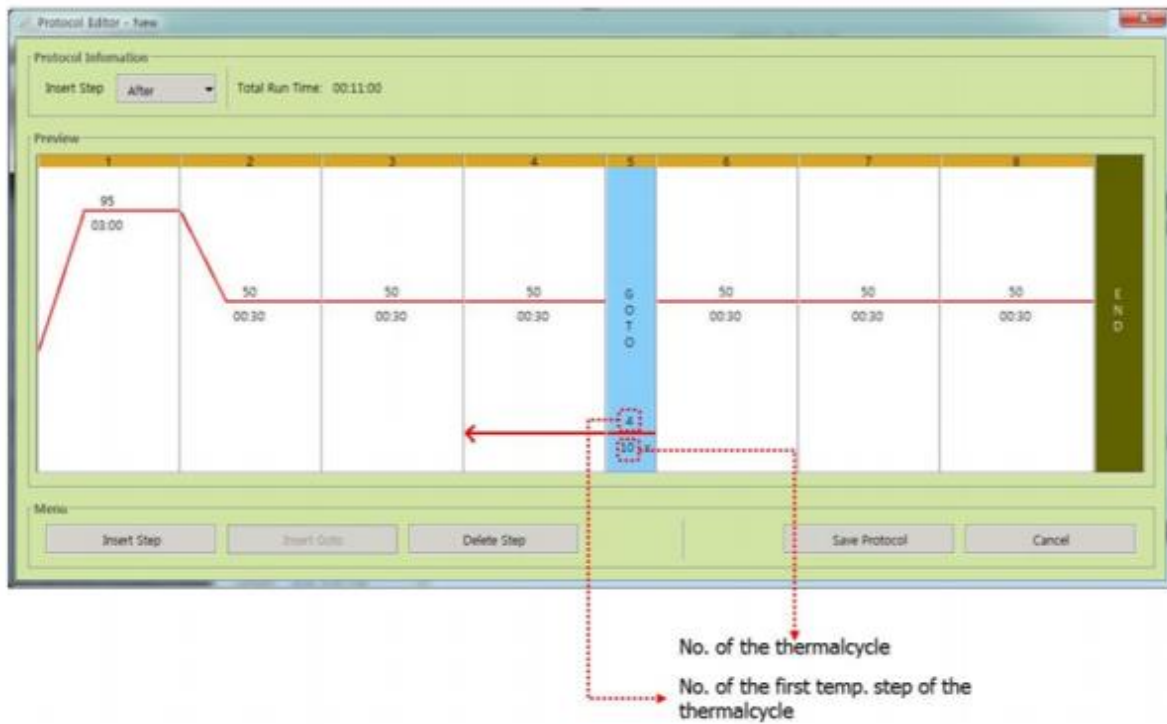 Protocol Editor - New
Protocol Infomation
Insert Step After Total Run Time: 00:11:00
Preview
1 2 3 4 5 6 7 8
95
03:00
50 50 50 50 50 50
00:30 00:30 00:30 00:30 00:30 00:30
GOTO
END
4
10 x
Menu
Insert Step Insert Goto Delete Step Save Protocol Cancel
No. of the thermalcycle
No. of the first temp. step of the
thermalcycle